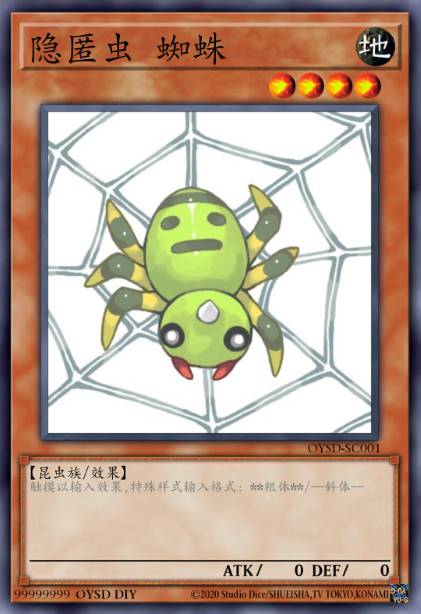 隐匿虫 蜘蛛
地
OYSD-SC001
【昆虫族/效果】
触摸以输入效果,特殊样式输入格式: **粗体**/—斜体—
ATK/ 0 DEF/ 0
99999999 OYSD DIY ©2020 Studio Dice/SHUEISHA,TV TOKYO,KONAMI